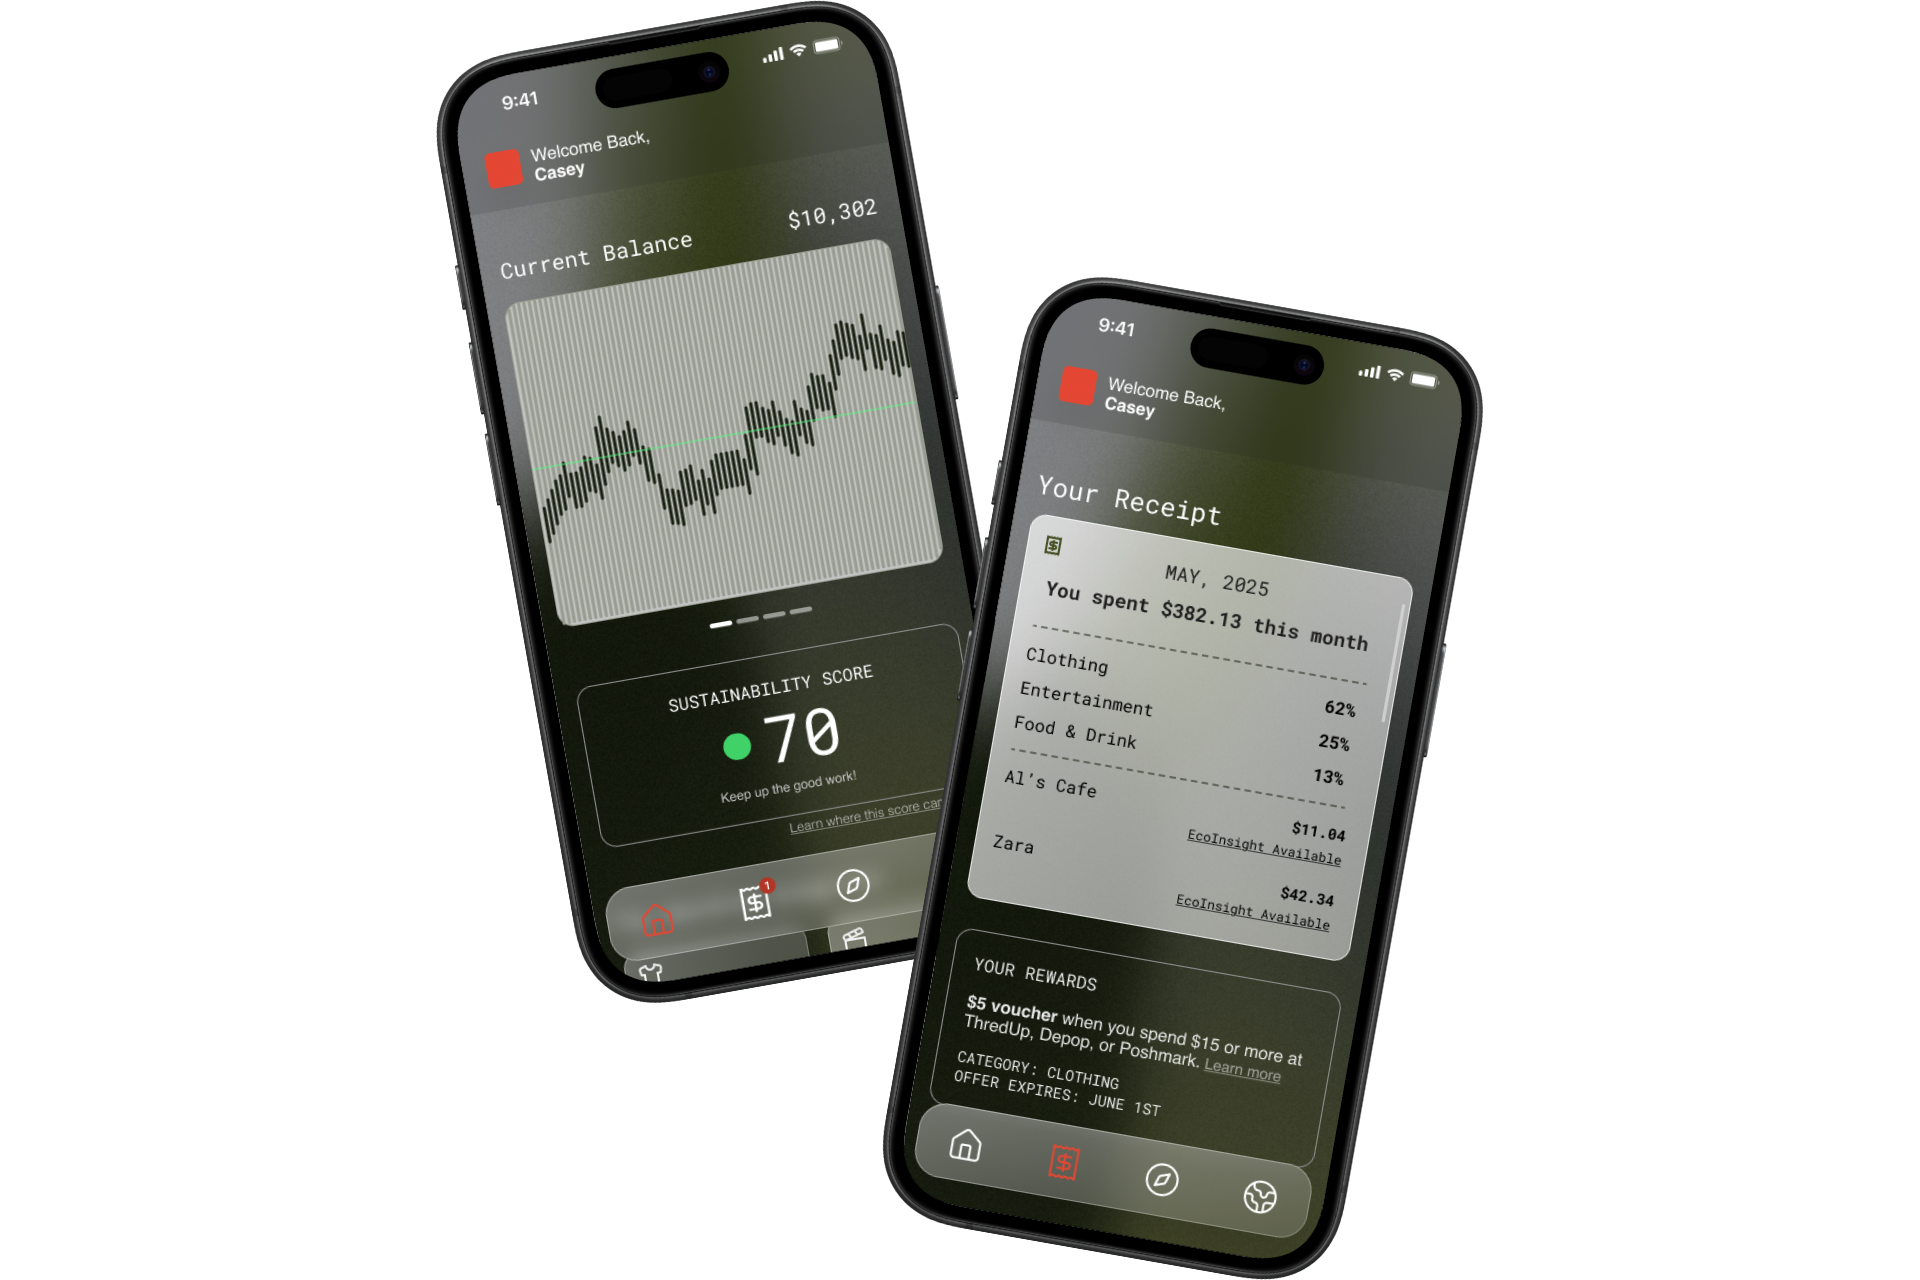 9:41
Welcome Back,
Casey
Current Balance
$10,302
SUSTAINABILITY SCORE
70
Keep up the good work!
Learn where this score
1
9:41
Welcome Back,
Casey
Your Receipt
MAY, 2025
You spent $382.13 this month
Clothing 62%
Entertainment 25%
Food & Drink 13%
Al's Cafe
$11.04
EcoInsight Available
Zara
$42.34
EcoInsight Available
YOUR REWARDS
$5 voucher when you spend $15 or more at
ThredUp, Depop, or Poshmark. Learn more
CATEGORY: CLOTHING
OFFER EXPIRES: JUNE 1ST